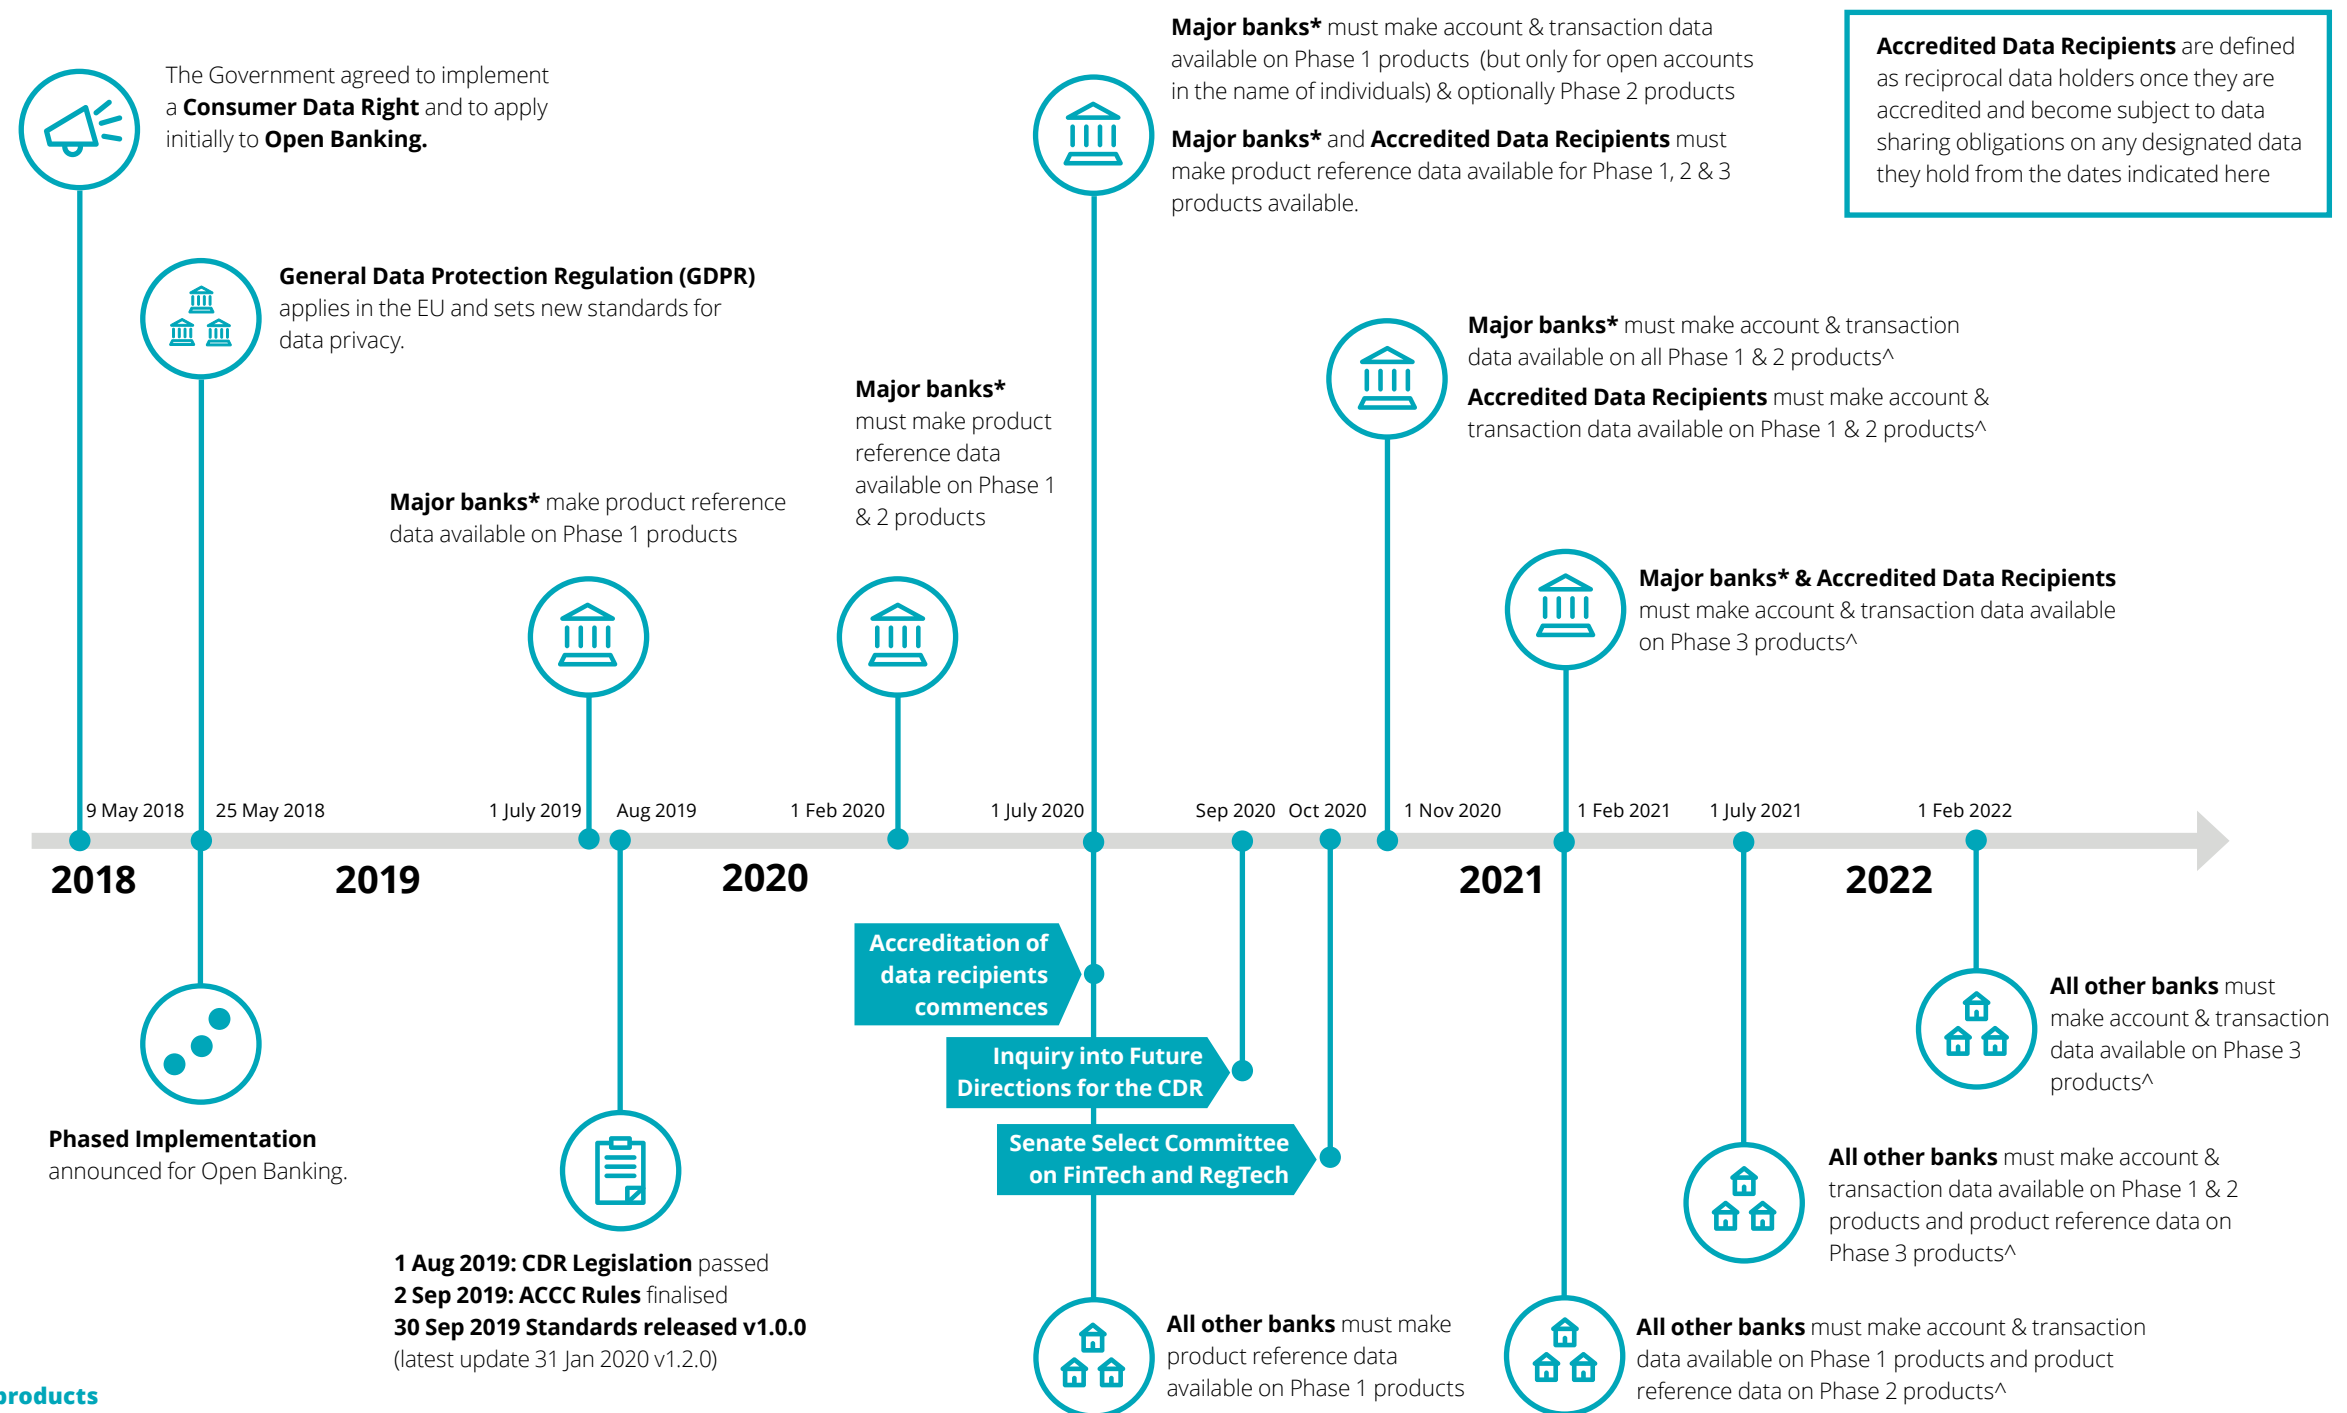 The Government agreed to implement
a Consumer Data Right and to apply
initially to Open Banking.
General Data Protection Regulation (GDPR)
applies in the EU and sets new standards for
data privacy.
Major banks* make product reference
data available on Phase 1 products
Major banks*
must make product
reference data
available on Phase 1
& 2 products
Major banks* must make account & transaction data
available on Phase 1 products (but only for open accounts
in the name of individuals) & optionally Phase 2 products
Major banks* and Accredited Data Recipients must
make product reference data available for Phase 1, 2 & 3
products available.
Accredited Data Recipients are defined
as reciprocal data holders once they are
accredited and become subject to data
sharing obligations on any designated data
they hold from the dates indicated here
Major banks* must make account & transaction
data available on all Phase 1 & 2 products^
Accredited Data Recipients must make account &
transaction data available on Phase 1 & 2 products^
Major banks* & Accredited Data Recipients
must make account & transaction data available
on Phase 3 products^
9 May 2018
25 May 2018
1 July 2019
Aug 2019
1 Feb 2020
1 July 2020
Sep 2020
Oct 2020
1 Nov 2020
1 Feb 2021
1 July 2021
1 Feb 2022
2018
2019
2020
2021
2022
Phased Implementation
announced for Open Banking.
1 Aug 2019: CDR Legislation passed
2 Sep 2019: ACCC Rules finalised
30 Sep 2019 Standards released v1.0.0
(latest update 31 Jan 2020 v1.2.0)
Accreditation of
data recipients
commences
Inquiry into Future
Directions for the CDR
Senate Select Committee
on FinTech and RegTech
All other banks must make
product reference data
available on Phase 1 products
All other banks must make account & transaction
data available on Phase 1 products and product
reference data on Phase 2 products^
All other banks must make account &
transaction data available on Phase 1 & 2
products and product reference data on
Phase 3 products^
All other banks must
make account & transaction
data available on Phase 3
products^
products